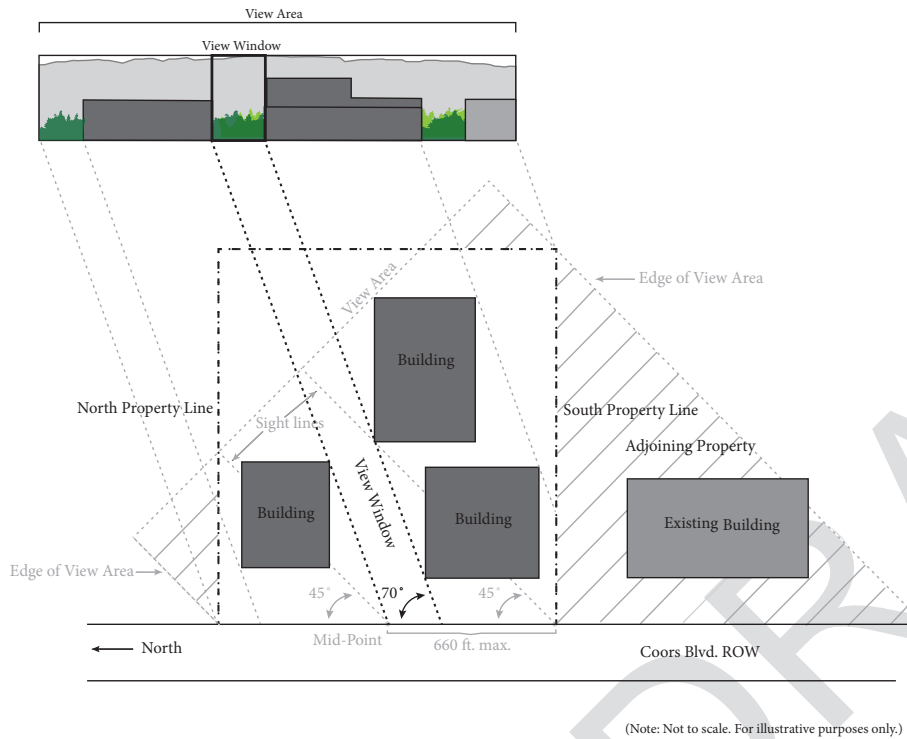 View Area
View Window
View Area
Edge of View Area
Building
North Property Line
South Property Line
Sight lines
Adjoining Property
View Window
Building
Building
Existing Building
Edge of View Area
45°
70°
45°
North
Mid-Point
660 ft. max.
Coors Blvd. ROW
(Note: Not to scale. For illustrative purposes only.)
DRA